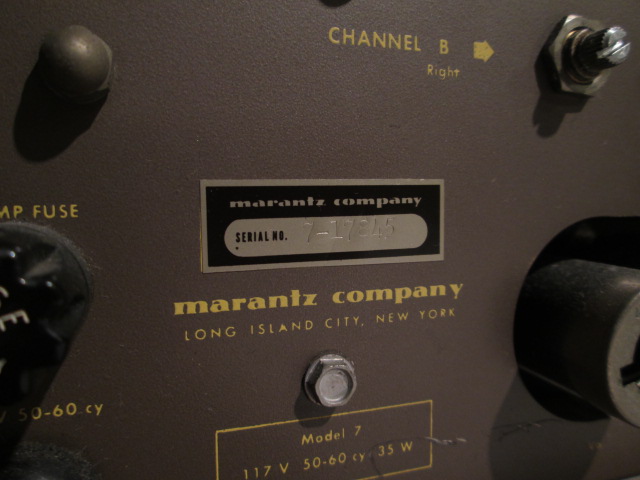 CHANNEL B
Right
MP FUSE
marantz company
SERIAL NO.
marantz company
LONG ISLAND CITY, NEW YORK
50-60 cy
Model 7
117 V 50-60 cy 35 W